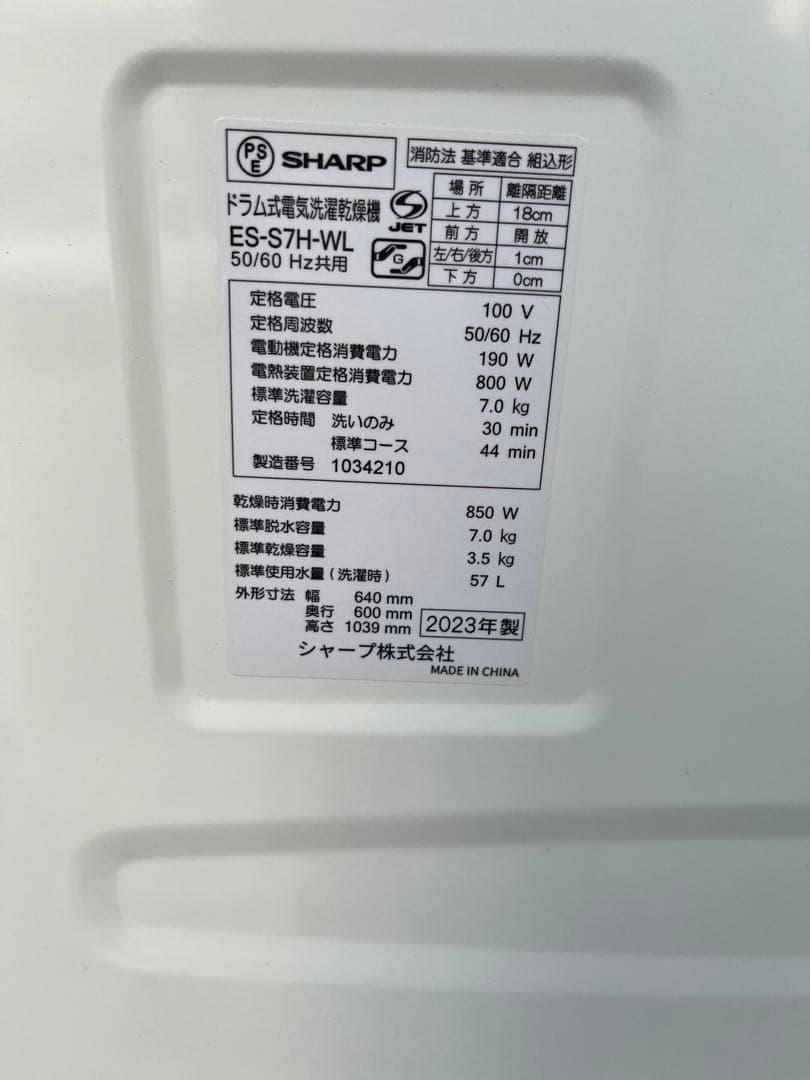 PSE SHARP
ドラム式電気洗濯乾燥機
ES-S7H-WL
50/60 Hz共用
JET
G
消防法 基準適合 組込形
場所 離隔距離
上方 18cm
前方 開放
左/右/後方 1cm
下方 0cm
定格電圧 100 V
定格周波数 50/60 Hz
電動機定格消費電力 190 W
電熱装置定格消費電力 800 W
標準洗濯容量 7.0 kg
定格時間 洗いのみ 30 min
標準コース 44 min
製造番号 1034210
乾燥時消費電力 850 W
標準脱水容量 7.0 kg
標準乾燥容量 3.5 kg
標準使用水量(洗濯時) 57 L
外形寸法 幅 640 mm
奥行 600 mm
高さ 1039 mm
2023年製
シャープ株式会社
MADE IN CHINA